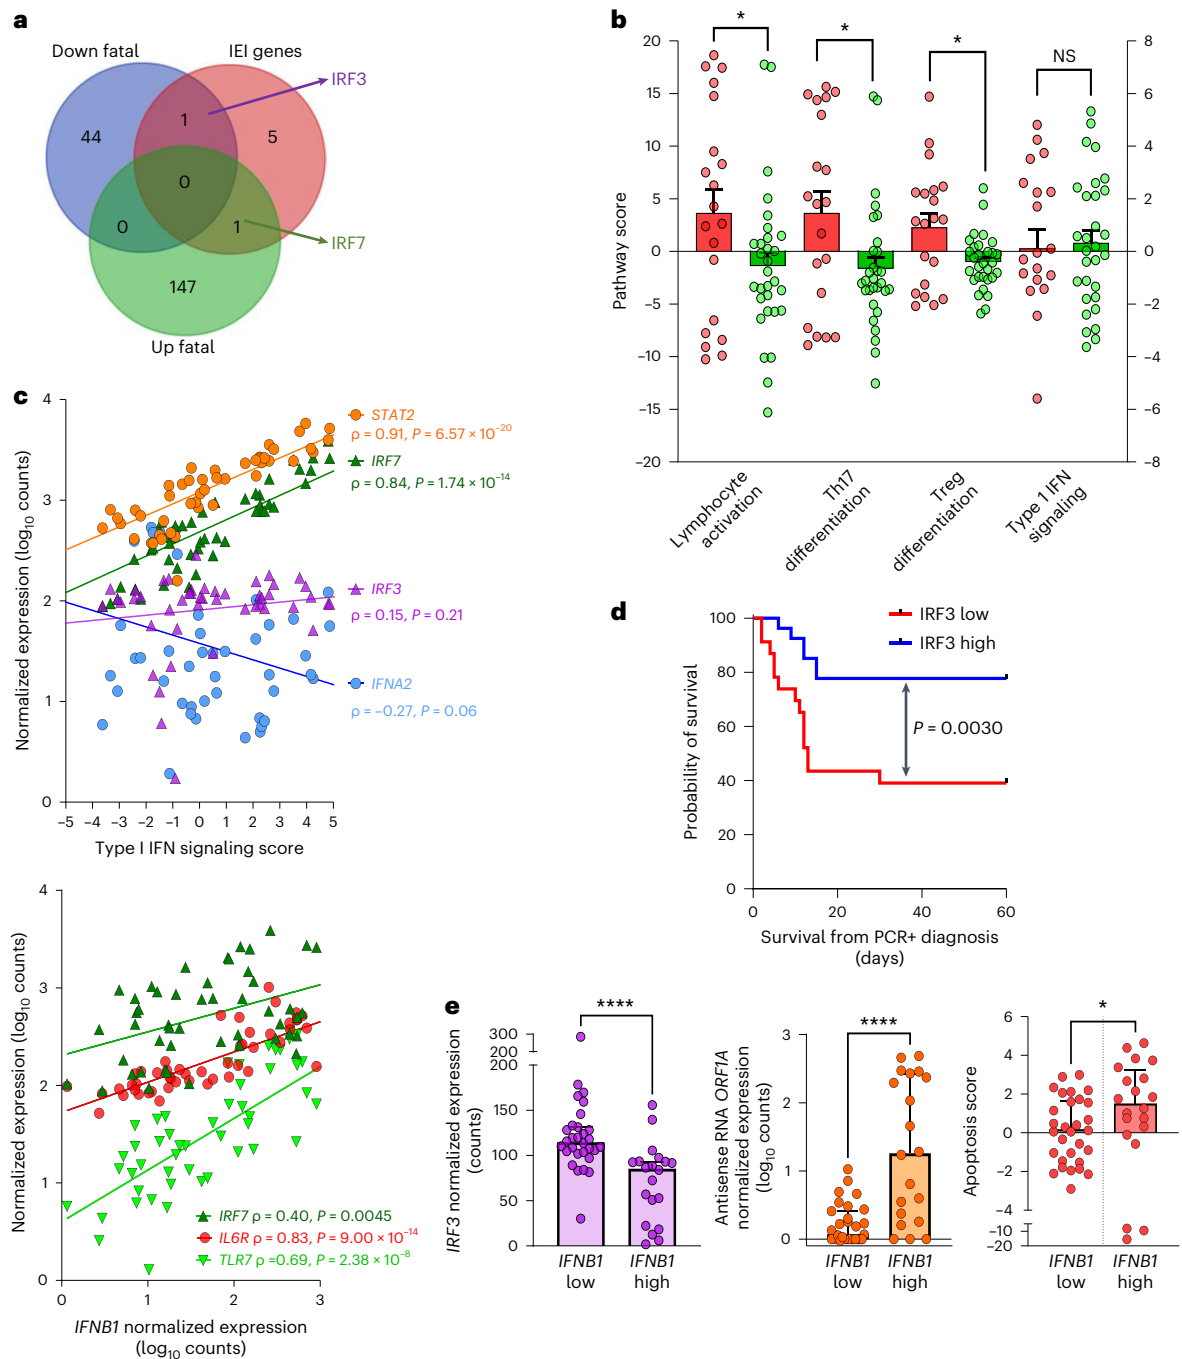 a
Down fatal
IEI genes
IRF3
44
1
5
0
0
1
IRF7
147
Up fatal
b
*
*
*
NS
20
15
10
5
0
−5
−10
−15
−20
Pathway score
8
6
4
2
0
−2
−4
−6
−8
Lymphocyte
activation
Th17
differentiation
Treg
differentiation
Type 1 IFN
signaling
c
4
3
2
1
0
Normalized expression (log10 counts)
−5 −4 −3 −2 −1 0 1 2 3 4 5
Type I IFN signaling score
STAT2
ρ = 0.91, P = 6.57 × 10−20
IRF7
ρ = 0.84, P = 1.74 × 10−14
IRF3
ρ = 0.15, P = 0.21
IFNA2
ρ = −0.27, P = 0.06
4
3
2
1
0
Normalized expression (log10 counts)
IRF7 ρ = 0.40, P = 0.0045
IL6R ρ = 0.83, P = 9.00 × 10−14
TLR7 ρ =0.69, P = 2.38 × 10−8
0 1 2 3
IFNB1 normalized expression
(log10 counts)
d
100
80
60
40
20
0
Probability of survival
IRF3 low
IRF3 high
P = 0.0030
0 20 40 60
Survival from PCR+ diagnosis
(days)
e
****
300
200
200
150
100
50
0
IRF3 normalized expression
(counts)
IFNB1
low
IFNB1
high
****
3
2
1
0
Antisense RNA ORF1A
normalized expression
(log10 counts)
IFNB1
low
IFNB1
high
*
6
4
2
0
−2
−4
−10
−20
Apoptosis score
IFNB1
low
IFNB1
high